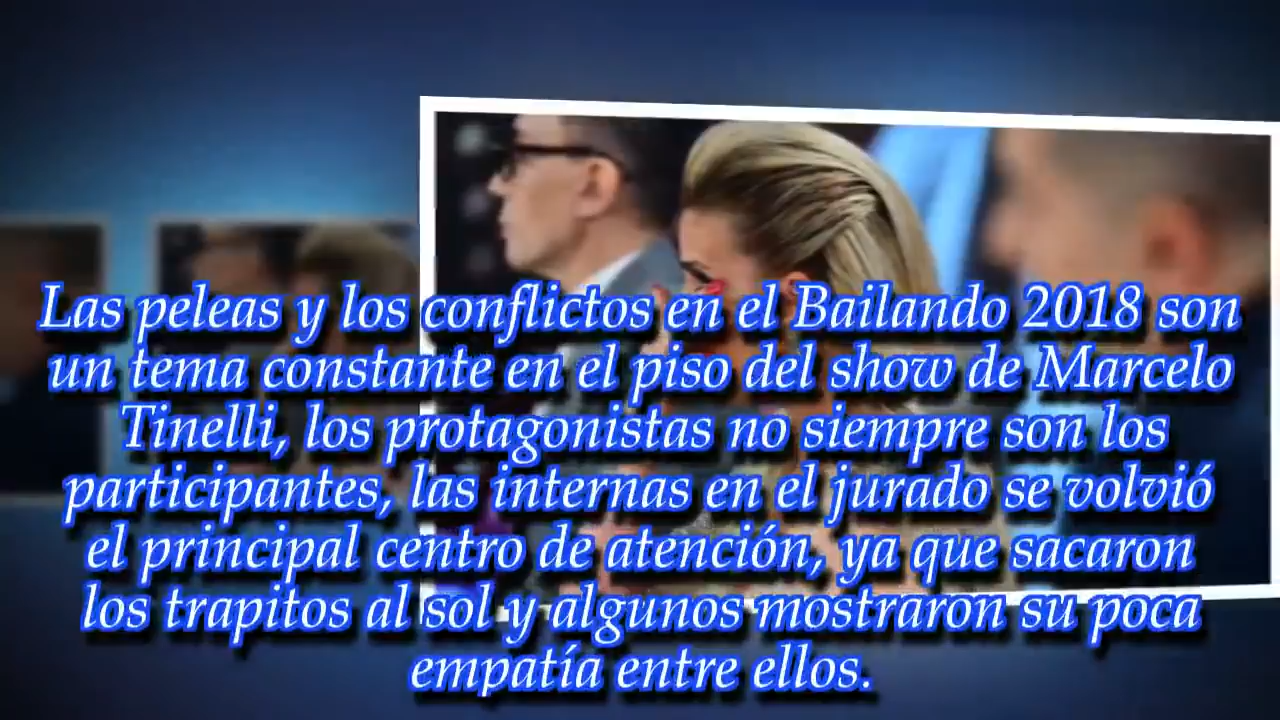 Las peleas y los conflictos en el Bailando 2018 son
un tema constante en el piso del show de Marcelo
Tinelli, los protagonistas no siempre son los
participantes, las internas en el jurado se volvió
el principal centro de atención, ya que sacaron
los trapitos al sol y algunos mostraron su poca
empatía entre ellos.